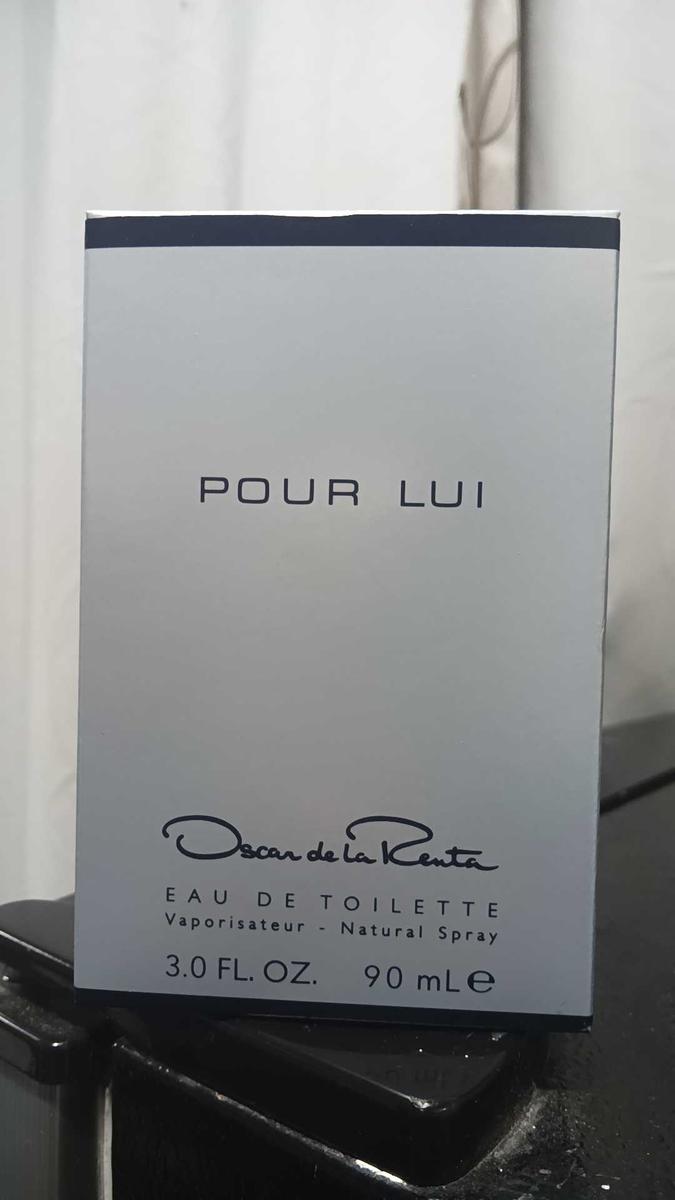 POUR LUI
Oscar de la Renta
EAU DE TOILETTE
Vaporisateur - Natural Spray
3.0 FL. OZ. 90 mL e